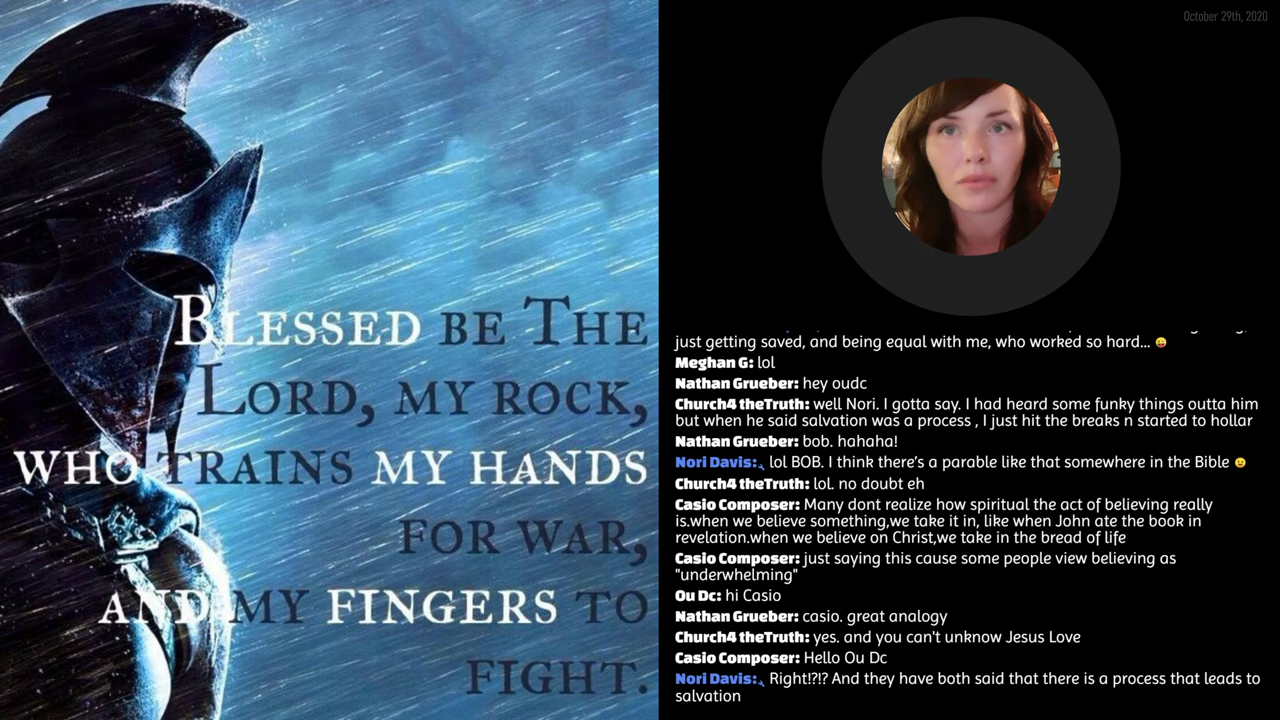 BLESSED BE THE
LORD, MY ROCK,
WHO TRAINS MY HANDS
FOR WAR,
AND MY FINGERS TO
FIGHT.
October 29th, 2020
just getting saved, and being equal with me, who worked so hard... 😜
Meghan G: lol
Nathan Grueber: hey oudc
Church4 theTruth: well Nori. I gotta say. I had heard some funky things outta him
but when he said salvation was a process , I just hit the breaks n started to hollar
Nathan Grueber: bob. hahaha!
Nori Davis: lol BOB. I think there's a parable like that somewhere in the Bible 😉
Church4 theTruth: lol. no doubt eh
Casio Composer: Many dont realize how spiritual the act of believing really
is.when we believe something,we take it in, like when John ate the book in
revelation.when we believe on Christ,we take in the bread of life
Casio Composer: just saying this cause some people view believing as
"underwhelming"
Ou Dc: hi Casio
Nathan Grueber: casio. great analogy
Church4 theTruth: yes. and you can't unknow Jesus Love
Casio Composer: Hello Ou Dc
Nori Davis: Right!?!? And they have both said that there is a process that leads to
salvation